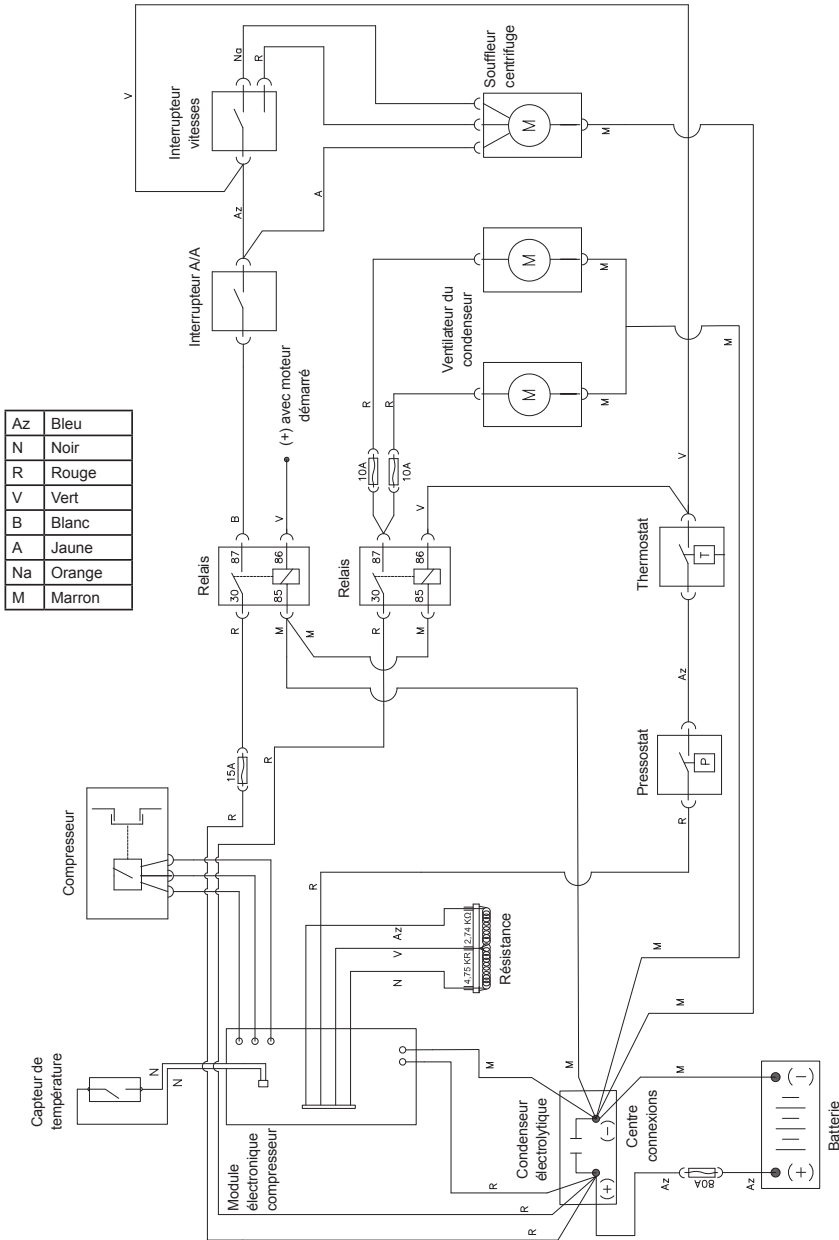 Az Bleu
N Noir
R Rouge
V Vert
B Blanc
A Jaune
Na Orange
M Marron
Capteur de
température
N
N
Module
électronique
compresseur
Compresseur
R
15A
R
R
Relais
30
87
85
86
R
M
M
B
V
(+) avec moteur
démarré
Relais
30
87
85
86
R
M
V
10A
10A
R
R
Interrupteur A/A
Az
A
Interrupteur
vitesses
V
Na
R
Souffleur
centrifuge
M
M
Ventilateur du
condenseur
M
M
M
M
M
V
Thermostat
T
Az
Pressostat
P
R
R
Az
V
N
4,75 KR
2,74 KΩ
Résistance
M
R
R
R
M
M
M
M
Condenseur
électrolytique
(+)
(-)
Centre
connexions
Az
80A
Az
(+)
(-)
Batterie